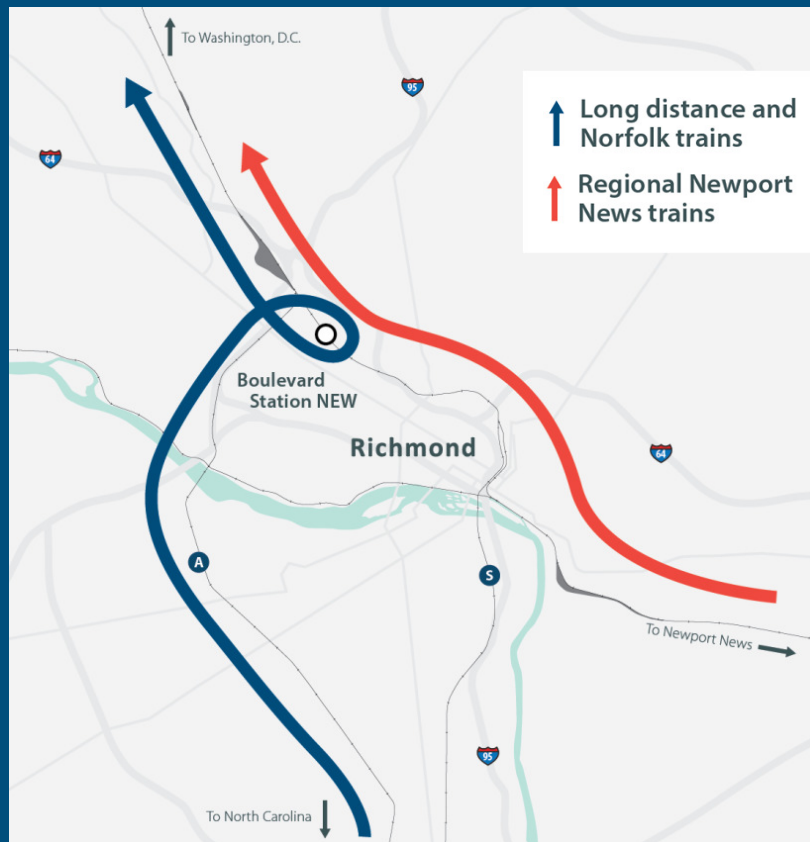 To Washington, D.C.
95
Long distance and
Norfolk trains
64
Regional Newport
News trains
Boulevard
Station NEW
Richmond
64
A
S
To Newport News
95
To North Carolina